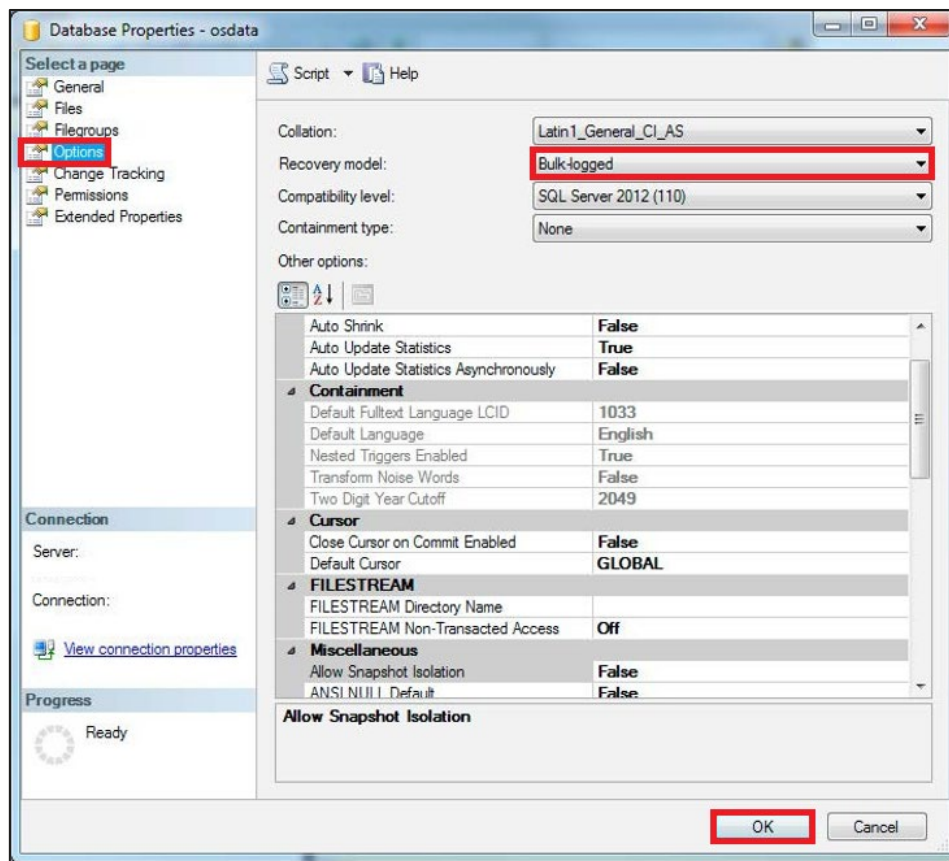 Database Properties - osdata
Select a page
General
Files
Filegroups
Options
Change Tracking
Permissions
Extended Properties
Connection
Server:
Connection:
View connection properties
Progress
Ready
Script Help
Collation: Latin1_General_CI_AS
Recovery model: Bulk-logged
Compatibility level: SQL Server 2012 (110)
Containment type: None
Other options:
Auto Shrink False
Auto Update Statistics True
Auto Update Statistics Asynchronously False
Containment
Default Fulltext Language LCID 1033
Default Language English
Nested Triggers Enabled True
Transform Noise Words False
Two Digit Year Cutoff 2049
Cursor
Close Cursor on Commit Enabled False
Default Cursor GLOBAL
FILESTREAM
FILESTREAM Directory Name
FILESTREAM Non-Transacted Access Off
Miscellaneous
Allow Snapshot Isolation False
ANSI NULL Default False
Allow Snapshot Isolation
OK Cancel